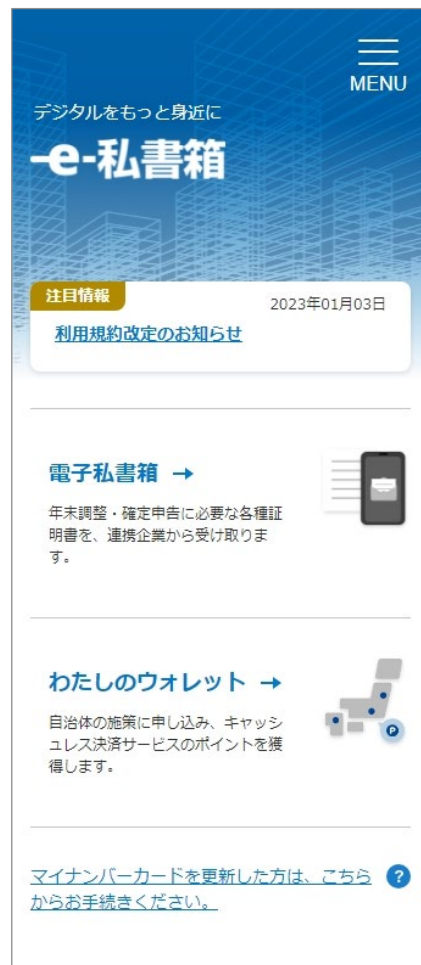 MENU
デジタルをもっと身近に
-e-私書箱
注目情報
2023年01月03日
利用規約改定のお知らせ
電子私書箱 →
年末調整・確定申告に必要な各種証
明書を、連携企業から受け取りま
す。
わたしのウォレット →
自治体の施策に申し込み、キャッシ
ュレス決済サービスのポイントを獲
得します。
P
マイナンバーカードを更新した方は、こちら ?
からお手続きください。